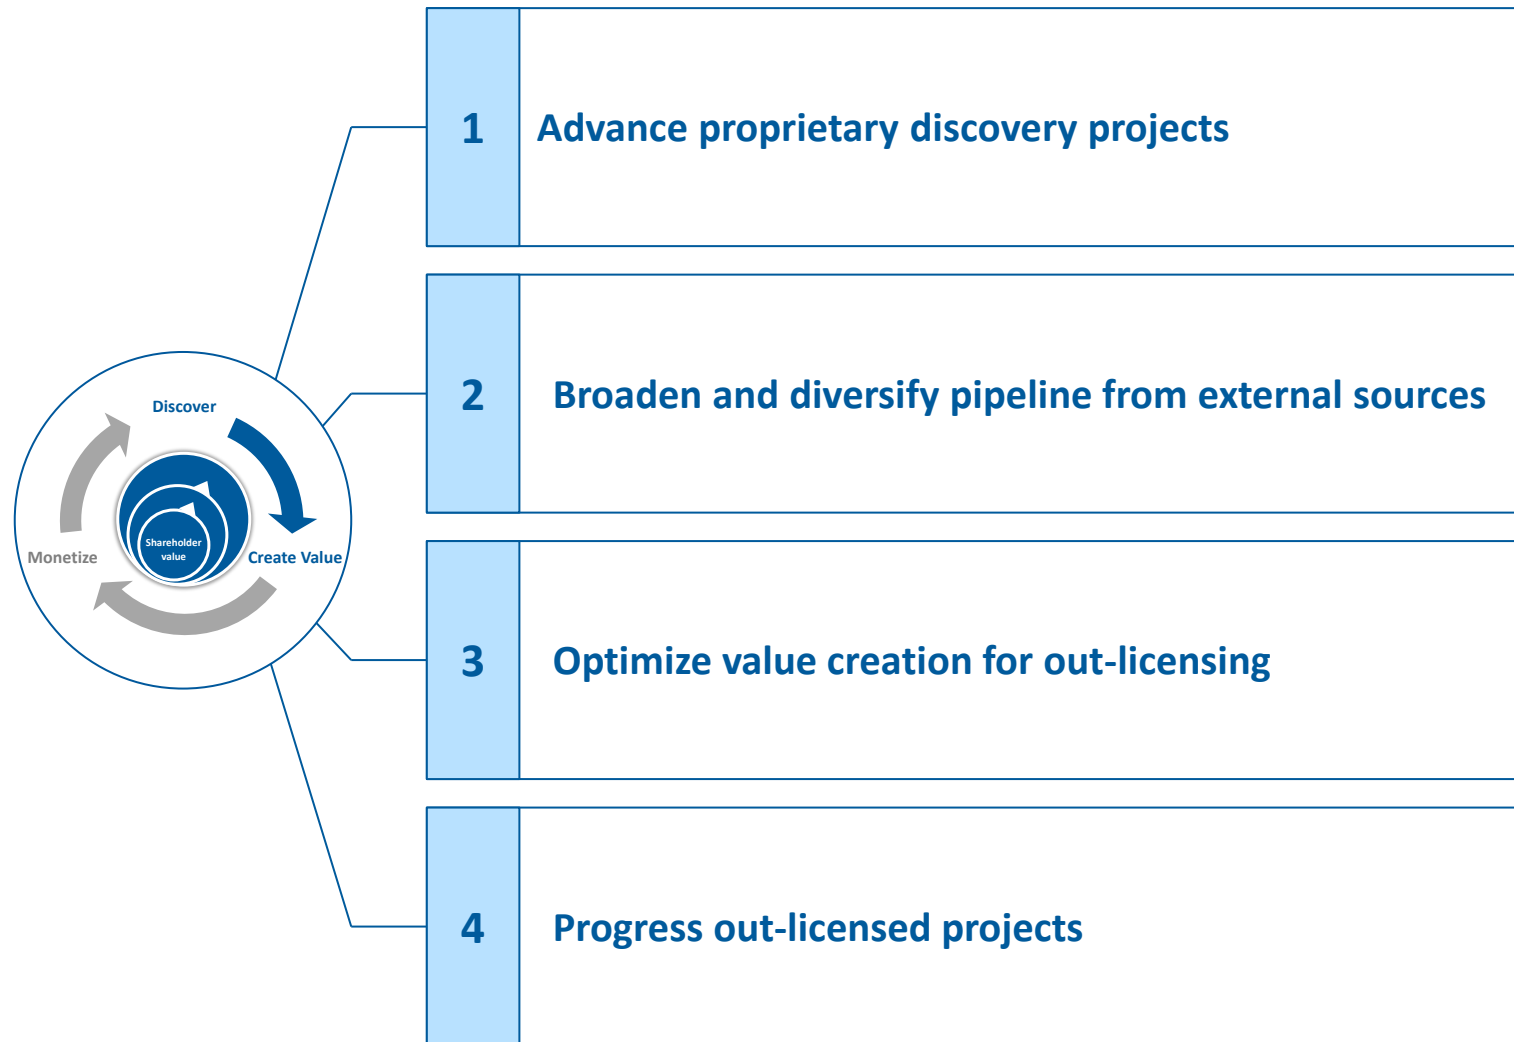 Discover
Create Value
Monetize
Shareholder
value
1
Advance proprietary discovery projects
2
Broaden and diversify pipeline from external sources
3
Optimize value creation for out-licensing
4
Progress out-licensed projects